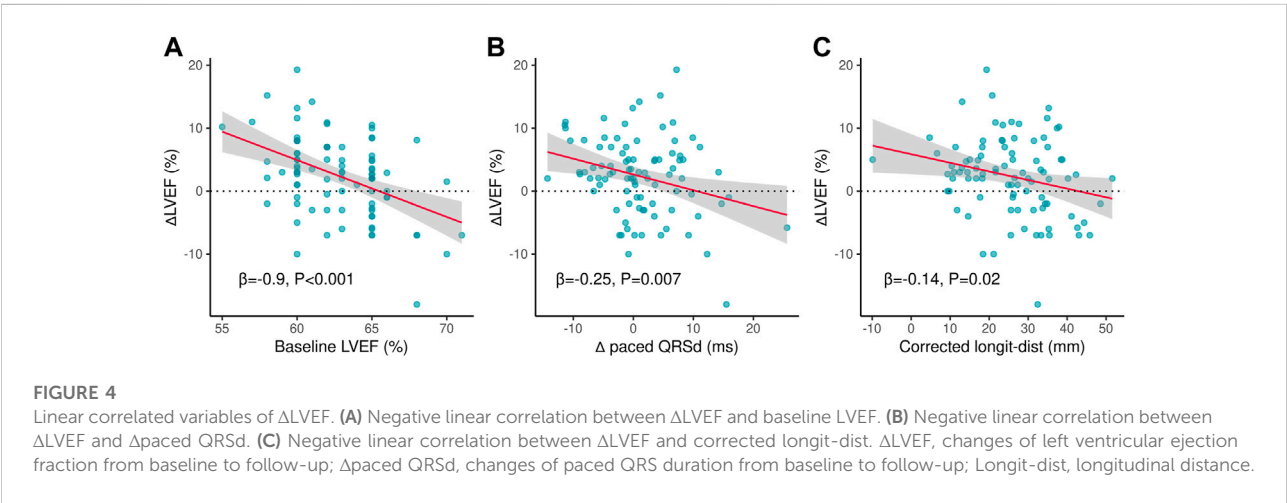 A
B
C
ΔLVEF (%)
20
10
0
-10
β=-0.9, P<0.001
55
60
65
70
Baseline LVEF (%)
ΔLVEF (%)
20
10
0
-10
β=-0.25, P=0.007
-10
0
10
20
Δ paced QRSd (ms)
ΔLVEF (%)
20
10
0
-10
β=-0.14, P=0.02
-10
0
10
20
30
40
50
Corrected longit-dist (mm)
FIGURE 4
Linear correlated variables of ΔLVEF. (A) Negative linear correlation between ΔLVEF and baseline LVEF. (B) Negative linear correlation between
ΔLVEF and Δpaced QRSd. (C) Negative linear correlation between ΔLVEF and corrected longit-dist. ΔLVEF, changes of left ventricular ejection
fraction from baseline to follow-up; Δpaced QRSd, changes of paced QRS duration from baseline to follow-up; Longit-dist, longitudinal distance.